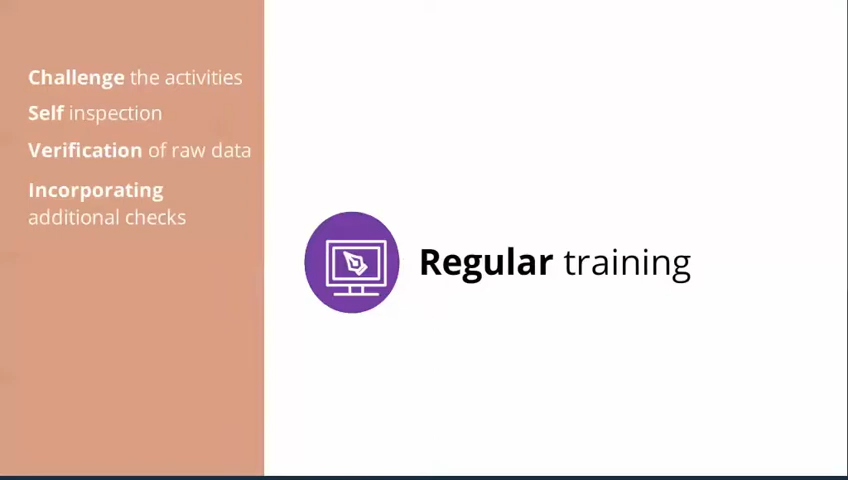 Challenge the activities
Self inspection
Verification of raw data
Incorporating
additional checks
Regular training